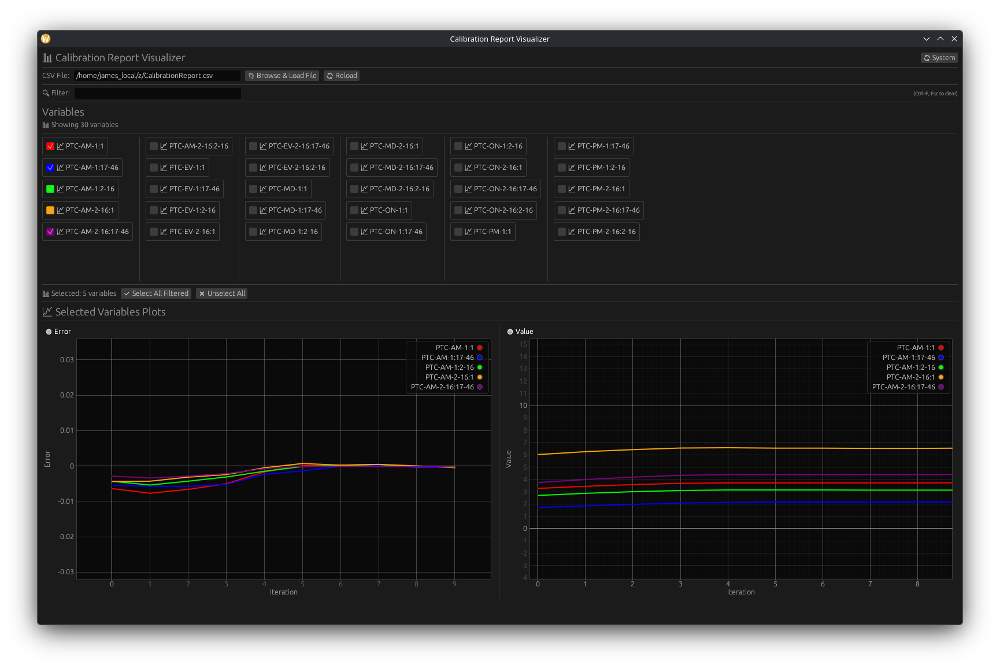 Calibration Report Visualizer
Calibration Report Visualizer
System
CSV File: /home/james_local/z/CalibrationReport.csv Browse & Load File Reload
Filter: (Ctrl+F, Esc to clear)
Variables
Showing 30 variables
PTC-AM-1:1 PTC-AM-2-16:2-16 PTC-EV-2-16:17-46 PTC-MD-2-16:1 PTC-ON-1:2-16 PTC-PM-1:17-46
PTC-AM-1:17-46 PTC-EV-1:1 PTC-EV-2-16:2-16 PTC-MD-2-16:17-46 PTC-ON-2-16:1 PTC-PM-1:2-16
PTC-AM-1:2-16 PTC-EV-1:17-46 PTC-MD-1:1 PTC-MD-2-16:2-16 PTC-ON-2-16:17-46 PTC-PM-2-16:1
PTC-AM-2-16:1 PTC-EV-1:2-16 PTC-MD-1:17-46 PTC-ON-1:1 PTC-ON-2-16:2-16 PTC-PM-2-16:17-46
PTC-AM-2-16:17-46 PTC-EV-2-16:1 PTC-MD-1:2-16 PTC-ON-1:17-46 PTC-PM-1:1 PTC-PM-2-16:2-16
Selected: 5 variables Select All Filtered Unselect All
Selected Variables Plots
Error
PTC-AM-1:1
PTC-AM-1:17-46
PTC-AM-1:2-16
PTC-AM-2-16:1
PTC-AM-2-16:17-46
0.03
0.02
0.01
0
-0.01
-0.02
-0.03
Error
0 1 2 3 4 5 6 7 8 9
Iteration
Value
PTC-AM-1:1
PTC-AM-1:17-46
PTC-AM-1:2-16
PTC-AM-2-16:1
PTC-AM-2-16:17-46
15
14
13
12
11
10
9
8
7
6
5
4
3
2
1
0
-1
-2
-3
-4
Value
0 1 2 3 4 5 6 7 8
Iteration